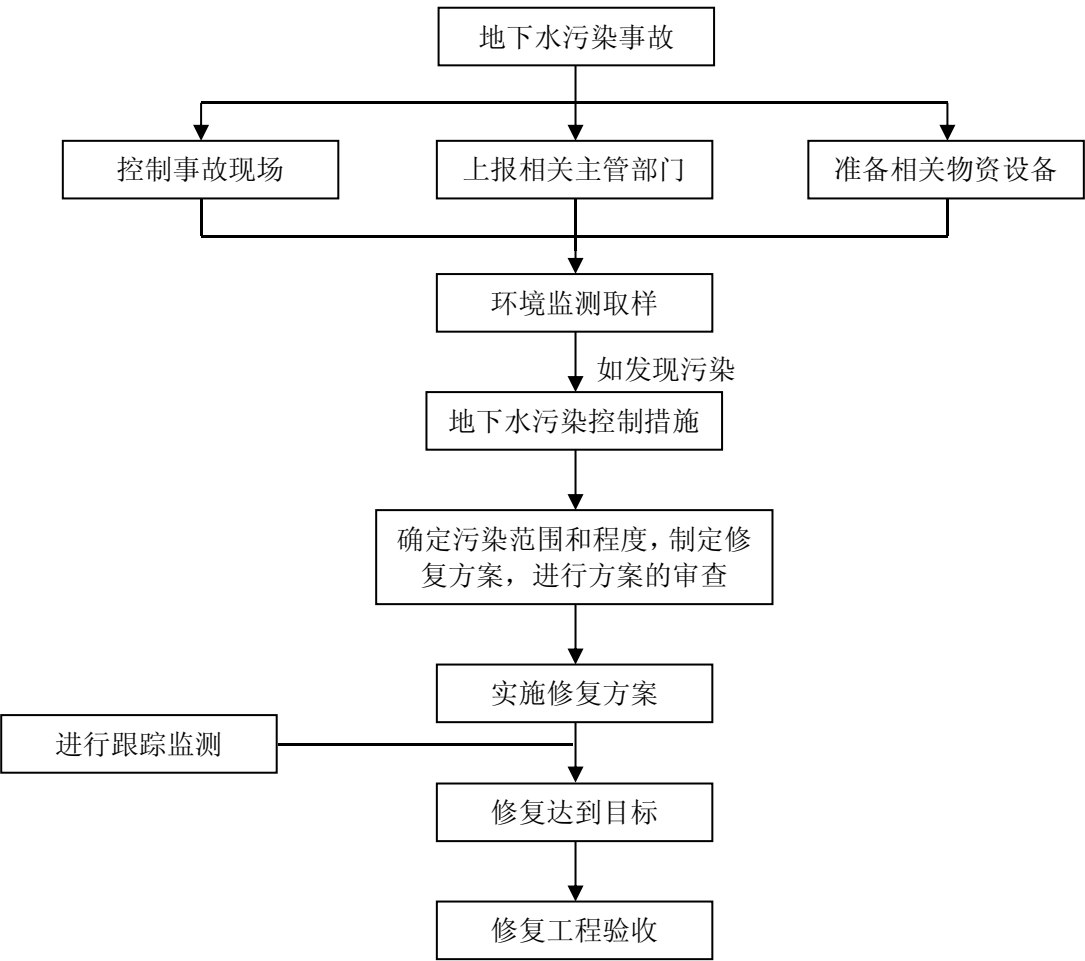 地下水污染事故
控制事故现场
上报相关主管部门
准备相关物资设备
环境监测取样
如发现污染
地下水污染控制措施
确定污染范围和程度，制定修
复方案，进行方案的审查
实施修复方案
进行跟踪监测
修复达到目标
修复工程验收